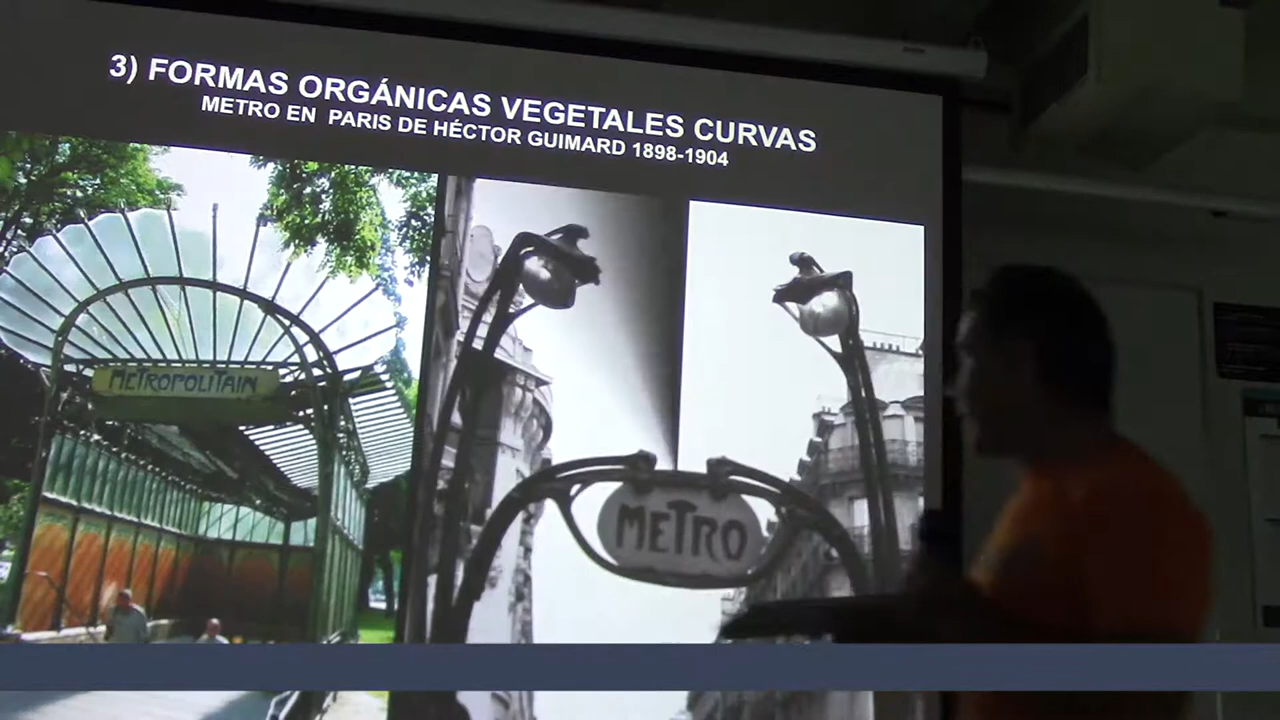 3) FORMAS ORGÁNICAS VEGETALES CURVAS
METRO EN PARIS DE HÉCTOR GUIMARD 1898-1904
METROPOLITAIN
METRO